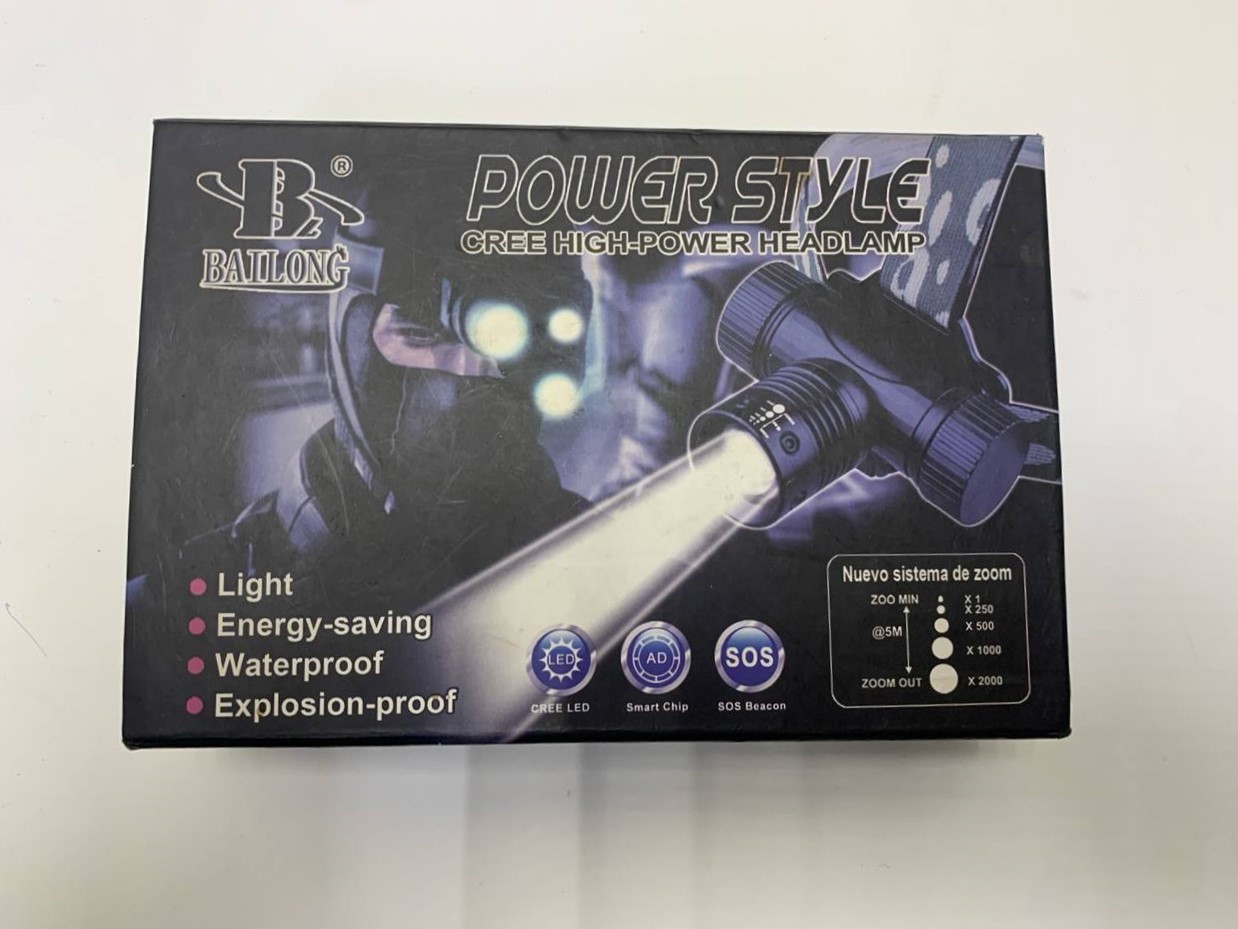 BL ®
BAILONG
POWER STYLE
CREE HIGH-POWER HEADLAMP
Light
Energy-saving
Waterproof
Explosion-proof
LED
CREE LED
AD
Smart Chip
SOS
SOS Beacon
Nuevo sistema de zoom
ZOO MIN X 1
X 250
@5M X 500
X 1000
ZOOM OUT X 2000